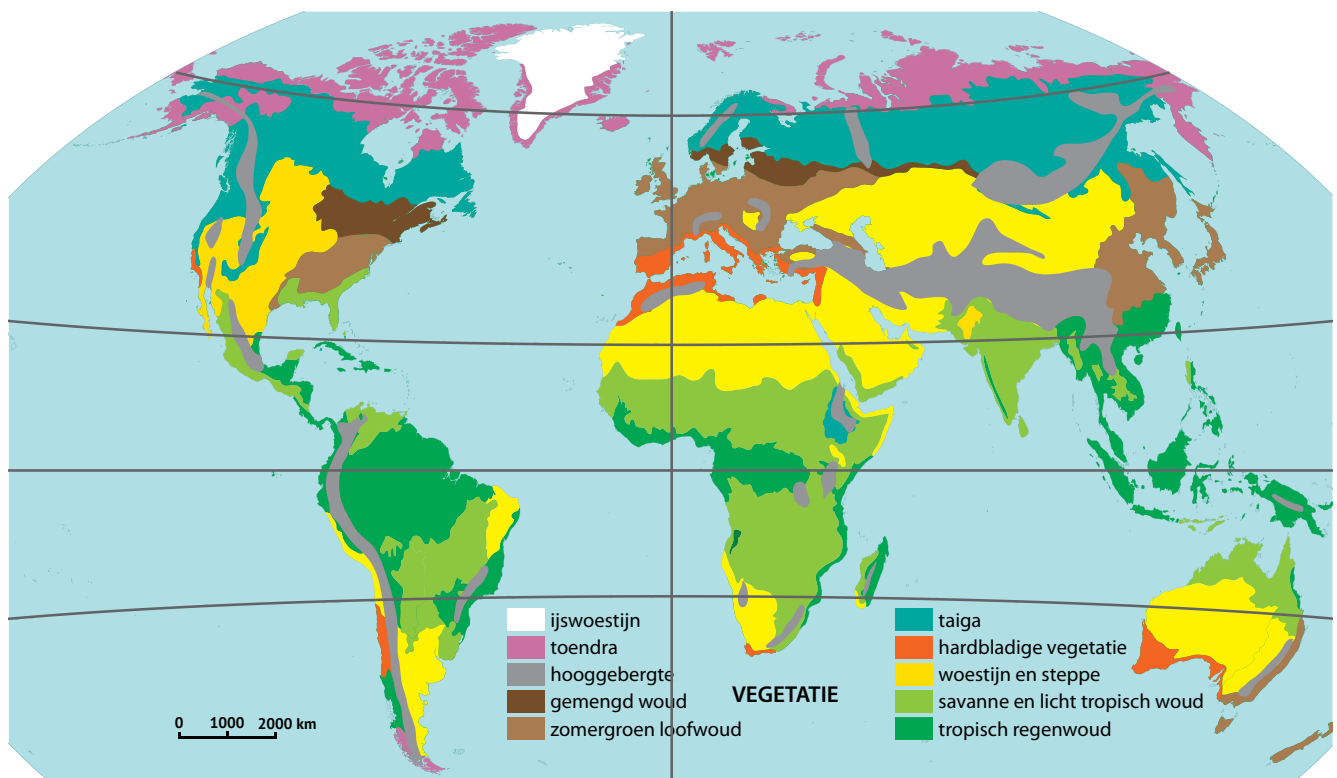 ijswoestijn
toendra
hooggebergte
gemengd woud
zomergroen loofwoud
VEGETATIE
taiga
hardbladige vegetatie
woestijn en steppe
savanne en licht tropisch woud
tropisch regenwoud
0 1000 2000 km